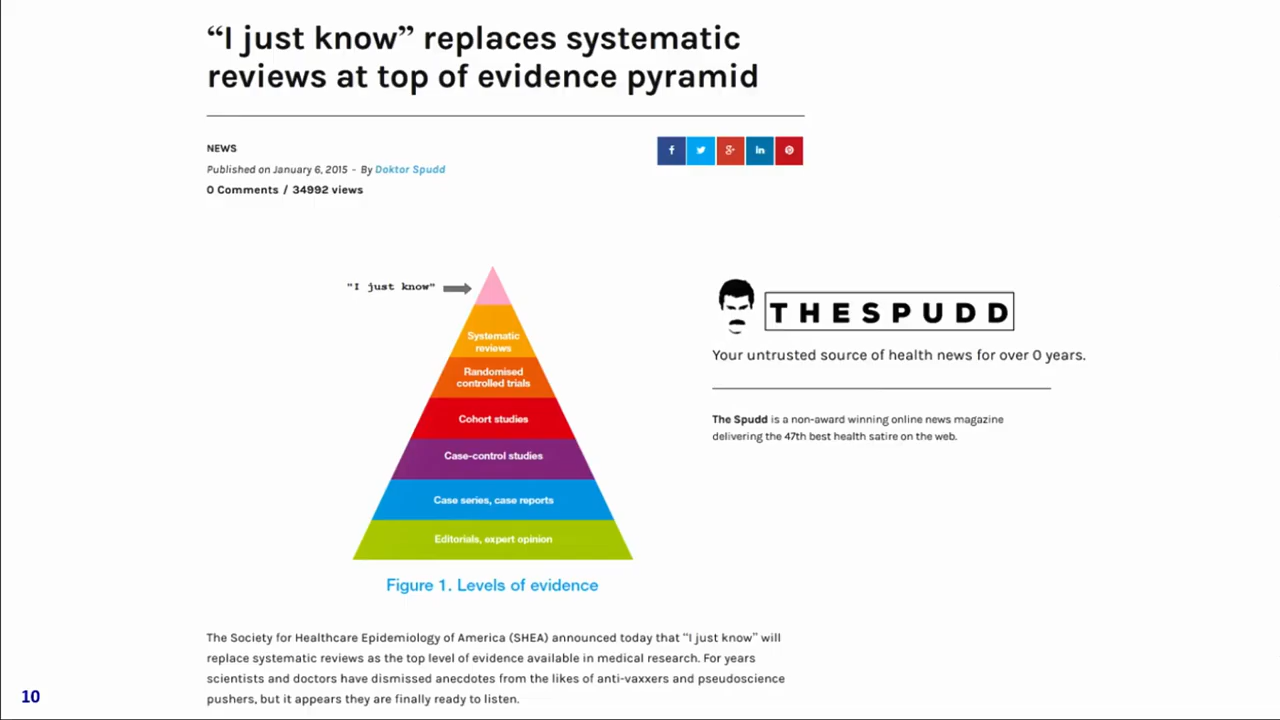 “I just know” replaces systematic
reviews at top of evidence pyramid
NEWS
Published on January 6, 2015 - By Doktor Spudd
0 Comments / 34992 views
"I just know"
Systematic
reviews
Randomised
controlled trials
Cohort studies
Case-control studies
Case series, case reports
Editorials, expert opinion
Figure 1. Levels of evidence
THESPUDD
Your untrusted source of health news for over 0 years.
The Spudd is a non-award winning online news magazine
delivering the 47th best health satire on the web.
The Society for Healthcare Epidemiology of America (SHEA) announced today that “I just know” will
replace systematic reviews as the top level of evidence available in medical research. For years
scientists and doctors have dismissed anecdotes from the likes of anti-vaxxers and pseudoscience
pushers, but it appears they are finally ready to listen.
10